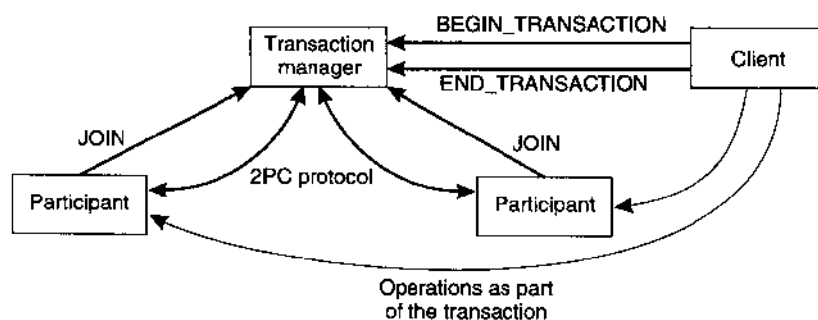 BEGIN_TRANSACTION
Transaction
manager
Client
END_TRANSACTION
JOIN
JOIN
2PC protocol
Participant
Participant
Operations as part
of the transaction